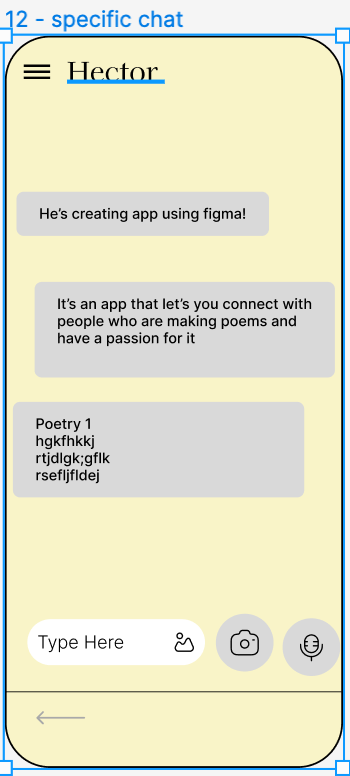 12 - specific chat
Hector
He's creating app using figma!
It's an app that let's you connect with
people who are making poems and
have a passion for it
Poetry 1
hgkfhkkj
rtjdlgk;gflk
rsefljfldej
Type Here